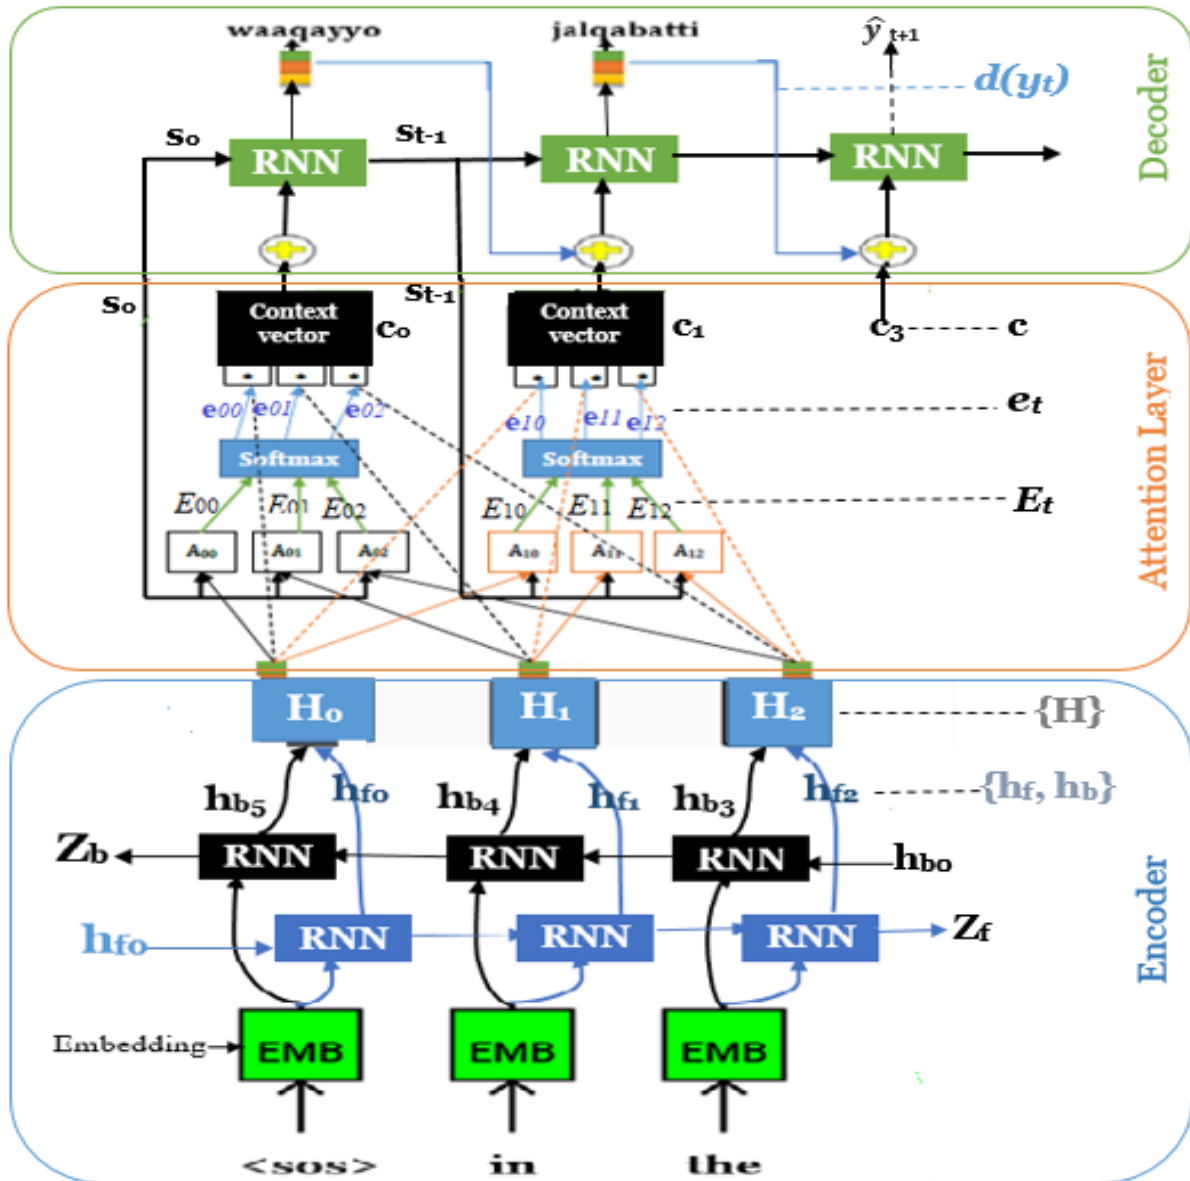 waaqayyo jalqabatti ŷ t+1
d(yt)
Decoder
so RNN st-1 RNN RNN
so st-1
Context vector co
Context vector c1
c3 c
e00 e01 e02 e10 e11 e12 et
Softmax Softmax
E00 E01 E02 E10 E11 E12 Et
A00 A01 A02 A10 A11 A12
Attention Layer
H0 H1 H2 {H}
hb5 hf0 hb4 hf1 hb3 hf2 {hf, hb}
Zb RNN RNN RNN hbo
hfo RNN RNN RNN Zf
Encoder
Embedding EMB EMB EMB
<sos> in the